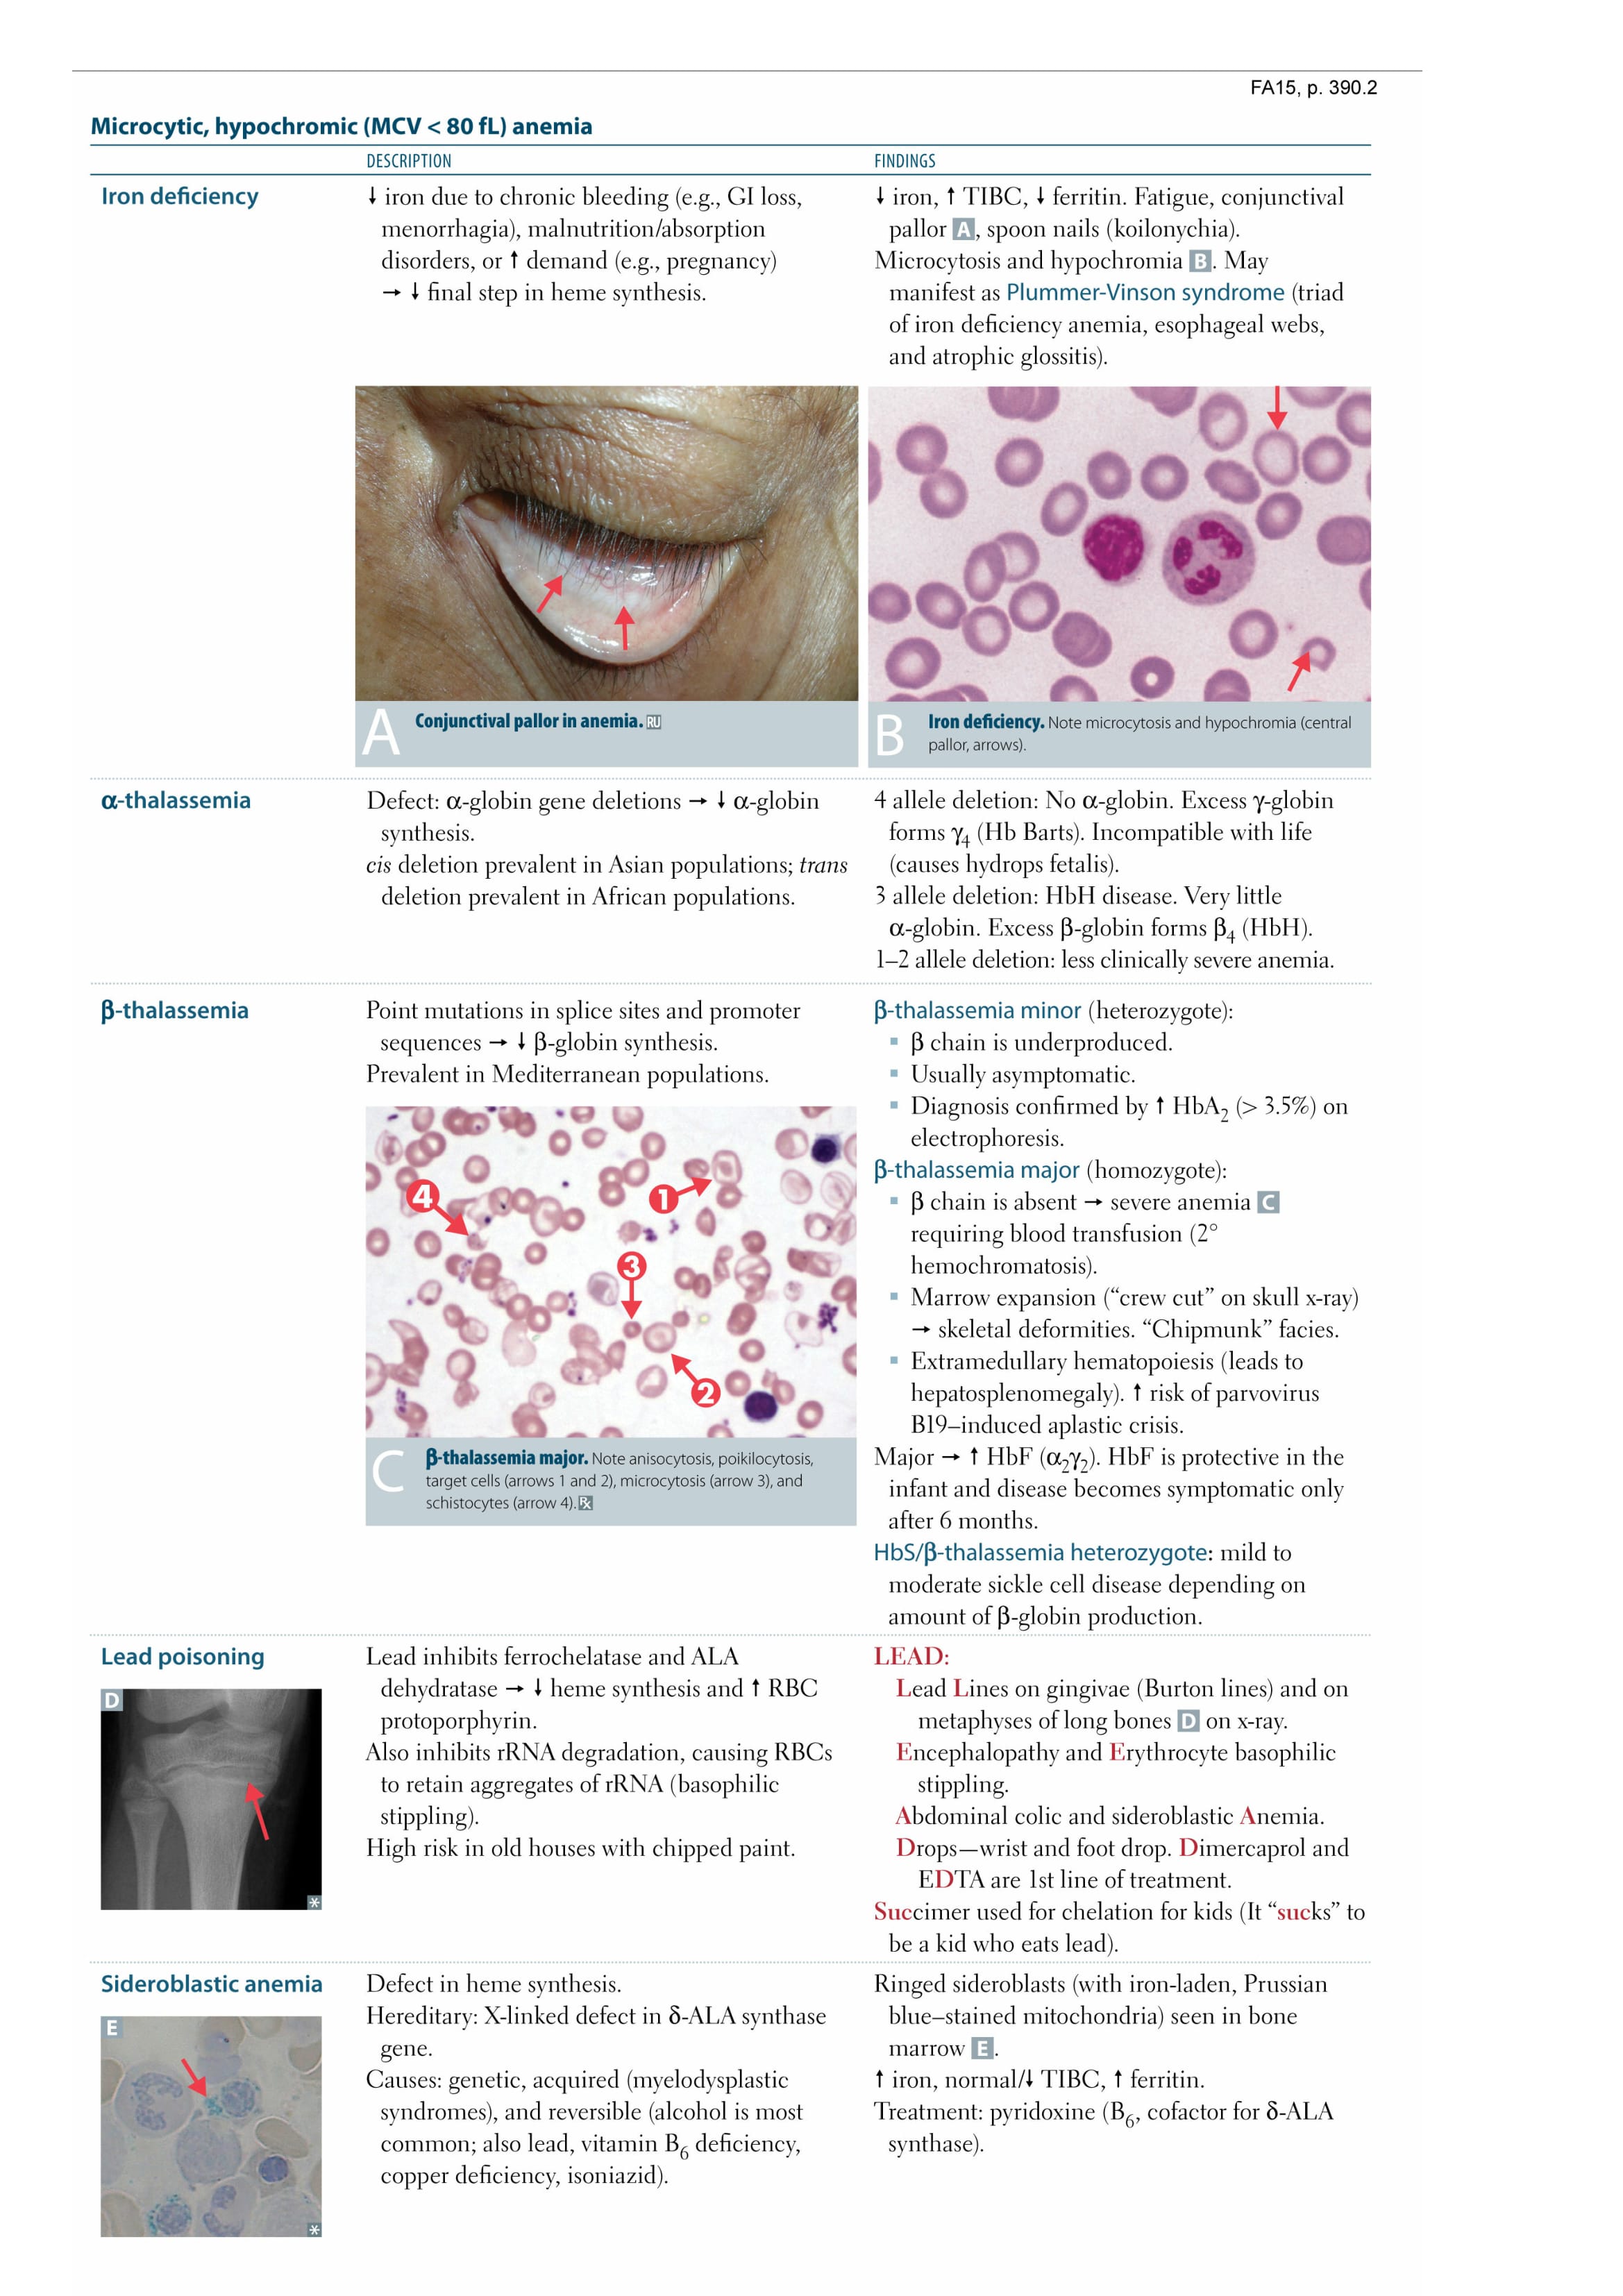 FA15, p. 390.2
Microcytic, hypochromic (MCV < 80 fL) anemia
DESCRIPTION
FINDINGS
Iron deficiency
↓ iron due to chronic bleeding (e.g., GI loss,
menorrhagia), malnutrition/absorption
disorders, or ↑ demand (e.g., pregnancy)
→ ↓ final step in heme synthesis.
↓ iron, ↑ TIBC, ↓ ferritin. Fatigue, conjunctival
pallor A, spoon nails (koilonychia).
Microcytosis and hypochromia B. May
manifest as Plummer-Vinson syndrome (triad
of iron deficiency anemia, esophageal webs,
and atrophic glossitis).
A Conjunctival pallor in anemia. RU
B Iron deficiency. Note microcytosis and hypochromia (central
pallor, arrows).
α-thalassemia
Defect: α-globin gene deletions → ↓ α-globin
synthesis.
cis deletion prevalent in Asian populations; trans
deletion prevalent in African populations.
4 allele deletion: No α-globin. Excess γ-globin
forms γ4 (Hb Barts). Incompatible with life
(causes hydrops fetalis).
3 allele deletion: HbH disease. Very little
α-globin. Excess β-globin forms β4 (HbH).
1–2 allele deletion: less clinically severe anemia.
β-thalassemia
Point mutations in splice sites and promoter
sequences → ↓ β-globin synthesis.
Prevalent in Mediterranean populations.
1
4
3
2
C β-thalassemia major. Note anisocytosis, poikilocytosis,
target cells (arrows 1 and 2), microcytosis (arrow 3), and
schistocytes (arrow 4). Rx
β-thalassemia minor (heterozygote):
▪ β chain is underproduced.
▪ Usually asymptomatic.
▪ Diagnosis confirmed by ↑ HbA2 (> 3.5%) on
electrophoresis.
β-thalassemia major (homozygote):
▪ β chain is absent → severe anemia C
requiring blood transfusion (2°
hemochromatosis).
▪ Marrow expansion (“crew cut” on skull x-ray)
→ skeletal deformities. “Chipmunk” facies.
▪ Extramedullary hematopoiesis (leads to
hepatosplenomegaly). ↑ risk of parvovirus
B19–induced aplastic crisis.
Major → ↑ HbF (α2γ2). HbF is protective in the
infant and disease becomes symptomatic only
after 6 months.
HbS/β-thalassemia heterozygote: mild to
moderate sickle cell disease depending on
amount of β-globin production.
Lead poisoning
D
*
Lead inhibits ferrochelatase and ALA
dehydratase → ↓ heme synthesis and ↑ RBC
protoporphyrin.
Also inhibits rRNA degradation, causing RBCs
to retain aggregates of rRNA (basophilic
stippling).
High risk in old houses with chipped paint.
LEAD:
Lead Lines on gingivae (Burton lines) and on
metaphyses of long bones D on x-ray.
Encephalopathy and Erythrocyte basophilic
stippling.
Abdominal colic and sideroblastic Anemia.
Drops—wrist and foot drop. Dimercaprol and
EDTA are 1st line of treatment.
Succimer used for chelation for kids (It “sucks” to
be a kid who eats lead).
Sideroblastic anemia
E
*
Defect in heme synthesis.
Hereditary: X-linked defect in δ-ALA synthase
gene.
Causes: genetic, acquired (myelodysplastic
syndromes), and reversible (alcohol is most
common; also lead, vitamin B6 deficiency,
copper deficiency, isoniazid).
Ringed sideroblasts (with iron-laden, Prussian
blue–stained mitochondria) seen in bone
marrow E.
↑ iron, normal/↓ TIBC, ↑ ferritin.
Treatment: pyridoxine (B6, cofactor for δ-ALA
synthase).